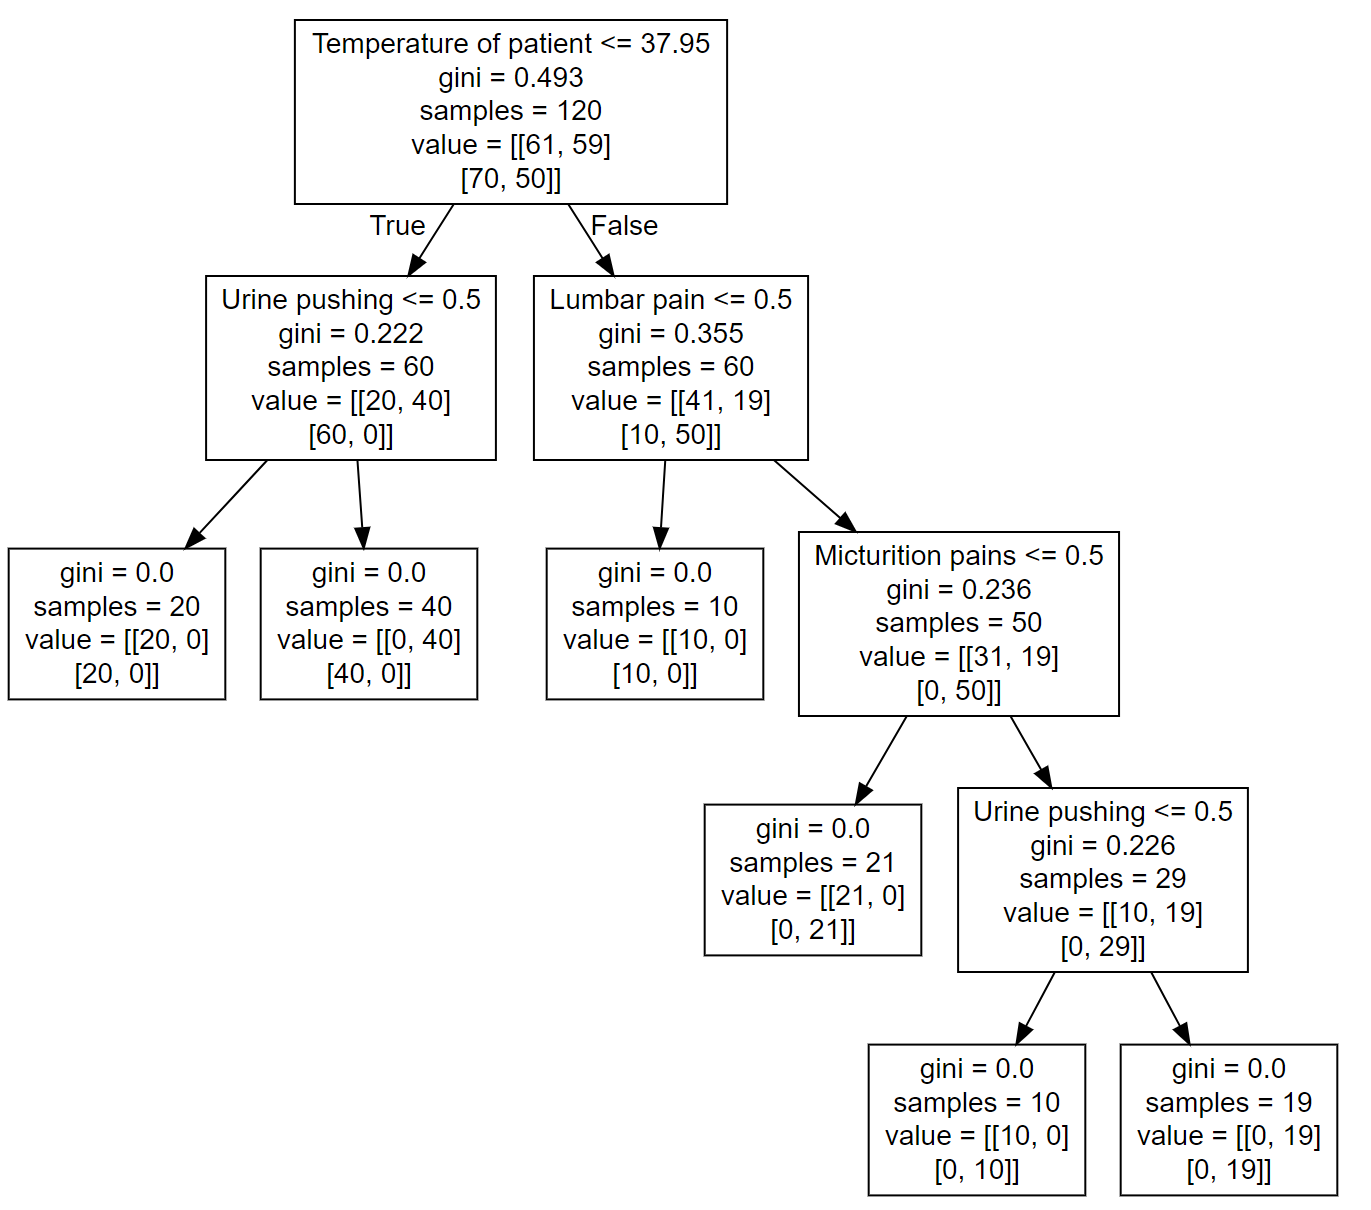 Temperature of patient <= 37.95
gini = 0.493
samples = 120
value = [[61, 59]
[70, 50]]
True
False
Urine pushing <= 0.5
gini = 0.222
samples = 60
value = [[20, 40]
[60, 0]]
Lumbar pain <= 0.5
gini = 0.355
samples = 60
value = [[41, 19]
[10, 50]]
gini = 0.0
samples = 20
value = [[20, 0]
[20, 0]]
gini = 0.0
samples = 40
value = [[0, 40]
[40, 0]]
gini = 0.0
samples = 10
value = [[10, 0]
[10, 0]]
Micturition pains <= 0.5
gini = 0.236
samples = 50
value = [[31, 19]
[0, 50]]
gini = 0.0
samples = 21
value = [[21, 0]
[0, 21]]
Urine pushing <= 0.5
gini = 0.226
samples = 29
value = [[10, 19]
[0, 29]]
gini = 0.0
samples = 10
value = [[10, 0]
[0, 10]]
gini = 0.0
samples = 19
value = [[0, 19]
[0, 19]]